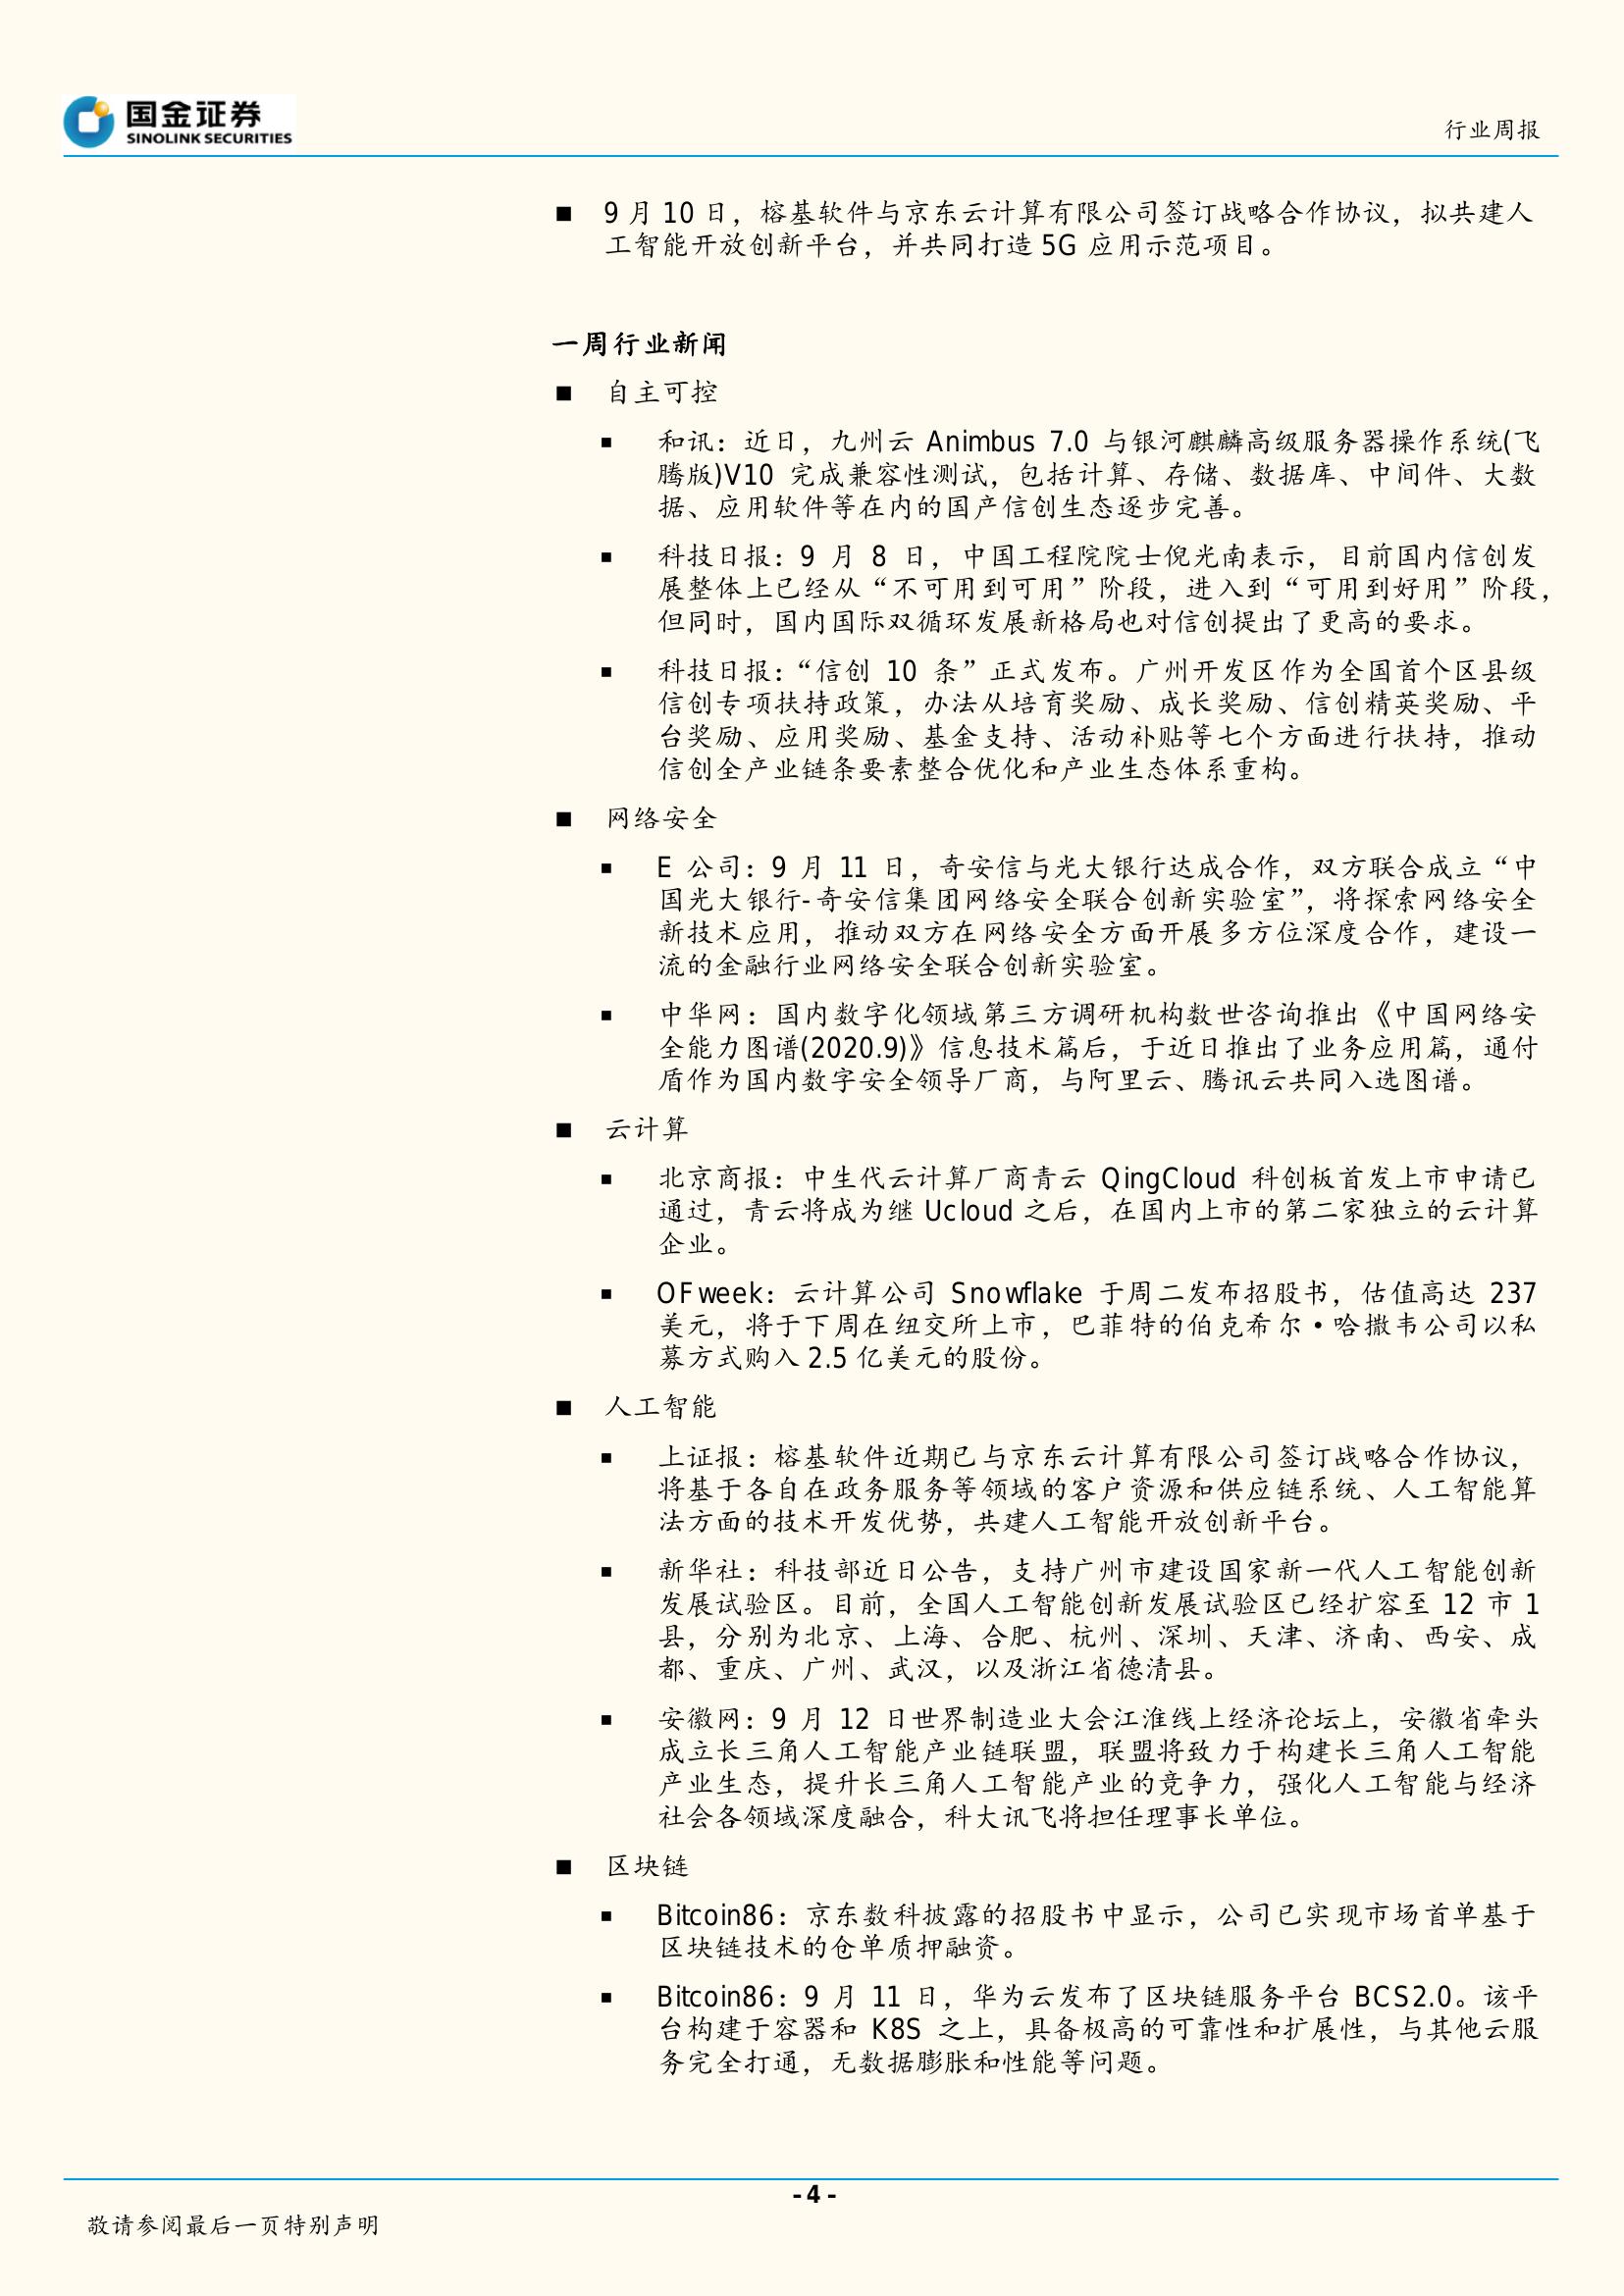 国金证券
SINOLINK SECURITIES
行业周报
■ 9 月 10 日，榕基软件与京东云计算有限公司签订战略合作协议，拟共建人
工智能开放创新平台，并共同打造 5G 应用示范项目。
一周行业新闻
■ 自主可控
■ 和讯：近日，九州云 Animbus 7.0 与银河麒麟高级服务器操作系统(飞
腾版)V10 完成兼容性测试，包括计算、存储、数据库、中间件、大数
据、应用软件等在内的国产信创生态逐步完善。
■ 科技日报：9 月 8 日，中国工程院院士倪光南表示，目前国内信创发
展整体上已经从“不可用到可用”阶段，进入到“可用到好用”阶段，
但同时，国内国际双循环发展新格局也对信创提出了更高的要求。
■ 科技日报：“信创 10 条”正式发布。广州开发区作为全国首个区县级
信创专项扶持政策，办法从培育奖励、成长奖励、信创精英奖励、平
台奖励、应用奖励、基金支持、活动补贴等七个方面进行扶持，推动
信创全产业链条要素整合优化和产业生态体系重构。
■ 网络安全
■ E 公司：9 月 11 日，奇安信与光大银行达成合作，双方联合成立“中
国光大银行-奇安信集团网络安全联合创新实验室”，将探索网络安全
新技术应用，推动双方在网络安全方面开展多方位深度合作，建设一
流的金融行业网络安全联合创新实验室。
■ 中华网：国内数字化领域第三方调研机构数世咨询推出《中国网络安
全能力图谱(2020.9)》信息技术篇后，于近日推出了业务应用篇，通付
盾作为国内数字安全领导厂商，与阿里云、腾讯云共同入选图谱。
■ 云计算
■ 北京商报：中生代云计算厂商青云 QingCloud 科创板首发上市申请已
通过，青云将成为继 Ucloud 之后，在国内上市的第二家独立的云计算
企业。
■ OFweek：云计算公司 Snowflake 于周二发布招股书，估值高达 237
美元，将于下周在纽交所上市，巴菲特的伯克希尔·哈撒韦公司以私
募方式购入 2.5 亿美元的股份。
■ 人工智能
■ 上证报：榕基软件近期已与京东云计算有限公司签订战略合作协议，
将基于各自在政务服务等领域的客户资源和供应链系统、人工智能算
法方面的技术开发优势，共建人工智能开放创新平台。
■ 新华社：科技部近日公告，支持广州市建设国家新一代人工智能创新
发展试验区。目前，全国人工智能创新发展试验区已经扩容至 12 市 1
县，分别为北京、上海、合肥、杭州、深圳、天津、济南、西安、成
都、重庆、广州、武汉，以及浙江省德清县。
■ 安徽网：9 月 12 日世界制造业大会江淮线上经济论坛上，安徽省牵头
成立长三角人工智能产业链联盟，联盟将致力于构建长三角人工智能
产业生态，提升长三角人工智能产业的竞争力，强化人工智能与经济
社会各领域深度融合，科大讯飞将担任理事长单位。
■ 区块链
■ Bitcoin86：京东数科披露的招股书中显示，公司已实现市场首单基于
区块链技术的仓单质押融资。
■ Bitcoin86：9 月 11 日，华为云发布了区块链服务平台 BCS2.0。该平
台构建于容器和 K8S 之上，具备极高的可靠性和扩展性，与其他云服
务完全打通，无数据膨胀和性能等问题。
- 4 -
敬请参阅最后一页特别声明